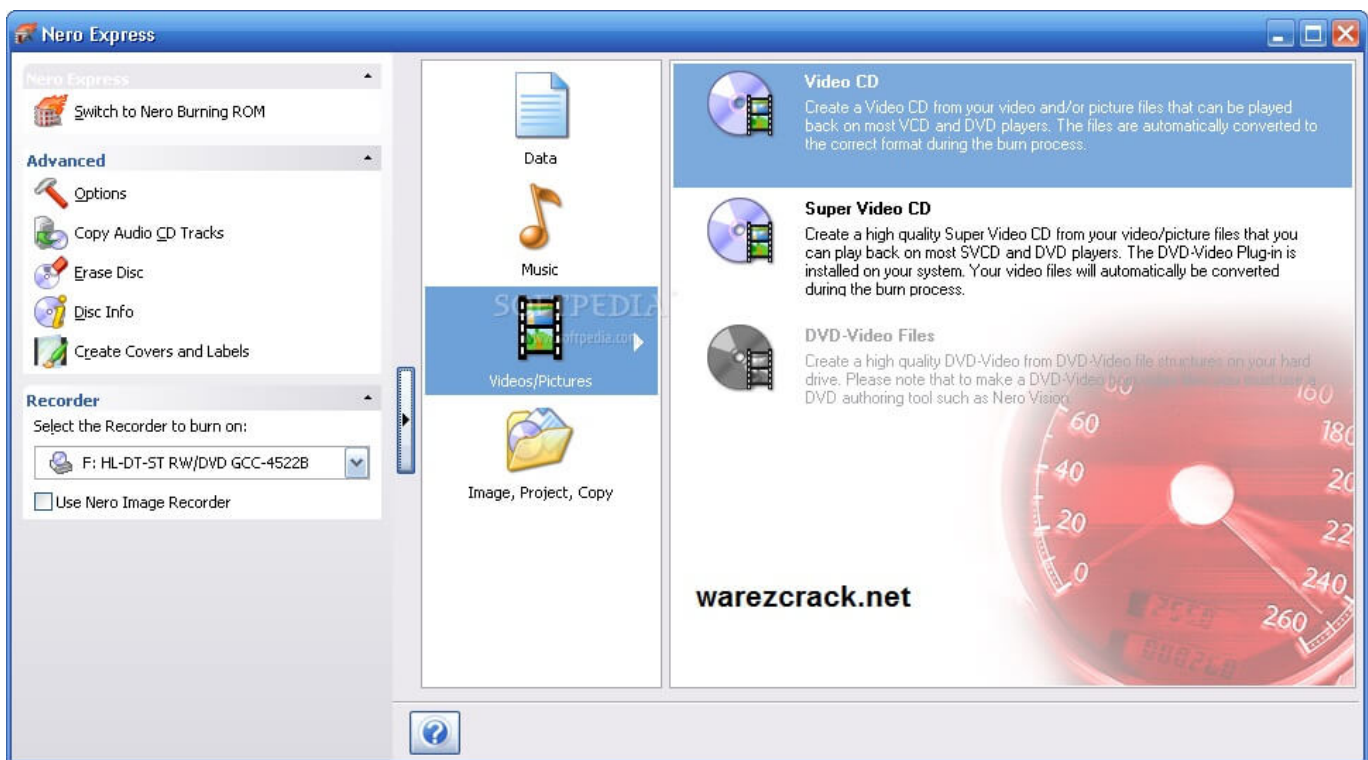 Nero Express
Nero Express
Switch to Nero Burning ROM
Advanced
Options
Copy Audio CD Tracks
Erase Disc
Disc Info
Create Covers and Labels
Recorder
Select the Recorder to burn on:
F: HL-DT-ST RW/DVD GCC-4522B
Use Nero Image Recorder
Data
Music
SOFTPEDIA
www.softpedia.com
Videos/Pictures
Image, Project, Copy
Video CD
Create a Video CD from your video and/or picture files that can be played
back on most VCD and DVD players. The files are automatically converted to
the correct format during the burn process.
Super Video CD
Create a high quality Super Video CD from your video/picture files that you
can play back on most SVCD and DVD players. The DVD-Video Plug-in is
installed on your system. Your video files will automatically be converted
during the burn process.
DVD-Video Files
Create a high quality DVD-Video from DVD-Video file structures on your hard
drive. Please note that to make a DVD-Video
DVD authoring tool such as Nero Vision.
160
60
180
40
20
20
22
0
240
260
warezcrack.net